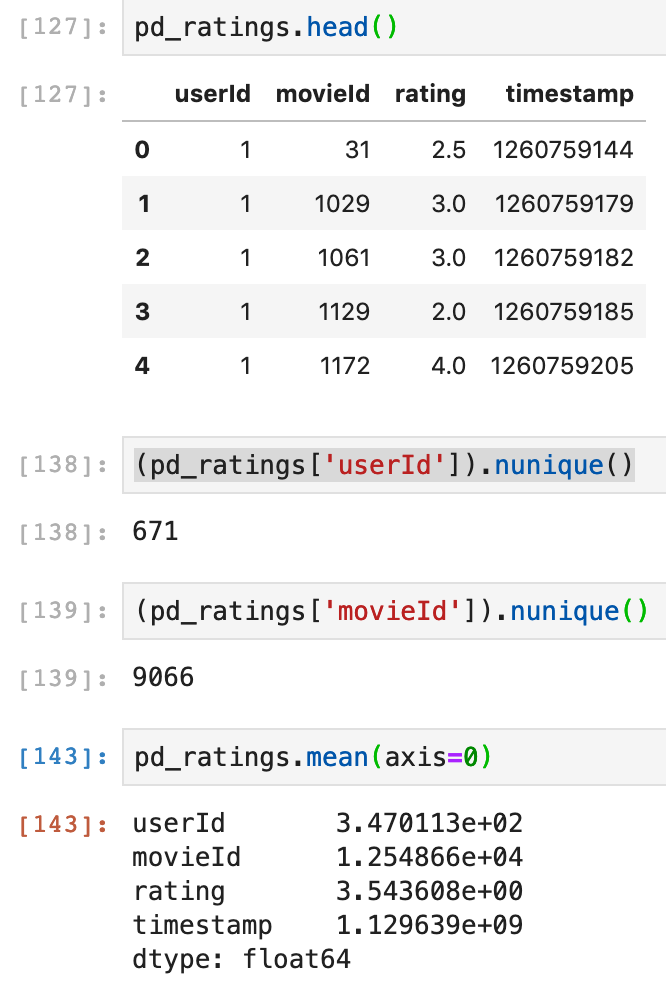 [127]: pd_ratings.head()
[127]: userId movieId rating timestamp
0 1 31 2.5 1260759144
1 1 1029 3.0 1260759179
2 1 1061 3.0 1260759182
3 1 1129 2.0 1260759185
4 1 1172 4.0 1260759205
[138]: (pd_ratings['userId']).nunique()
[138]: 671
[139]: (pd_ratings['movieId']).nunique()
[139]: 9066
[143]: pd_ratings.mean(axis=0)
[143]: userId 3.470113e+02
movieId 1.254866e+04
rating 3.543608e+00
timestamp 1.129639e+09
dtype: float64